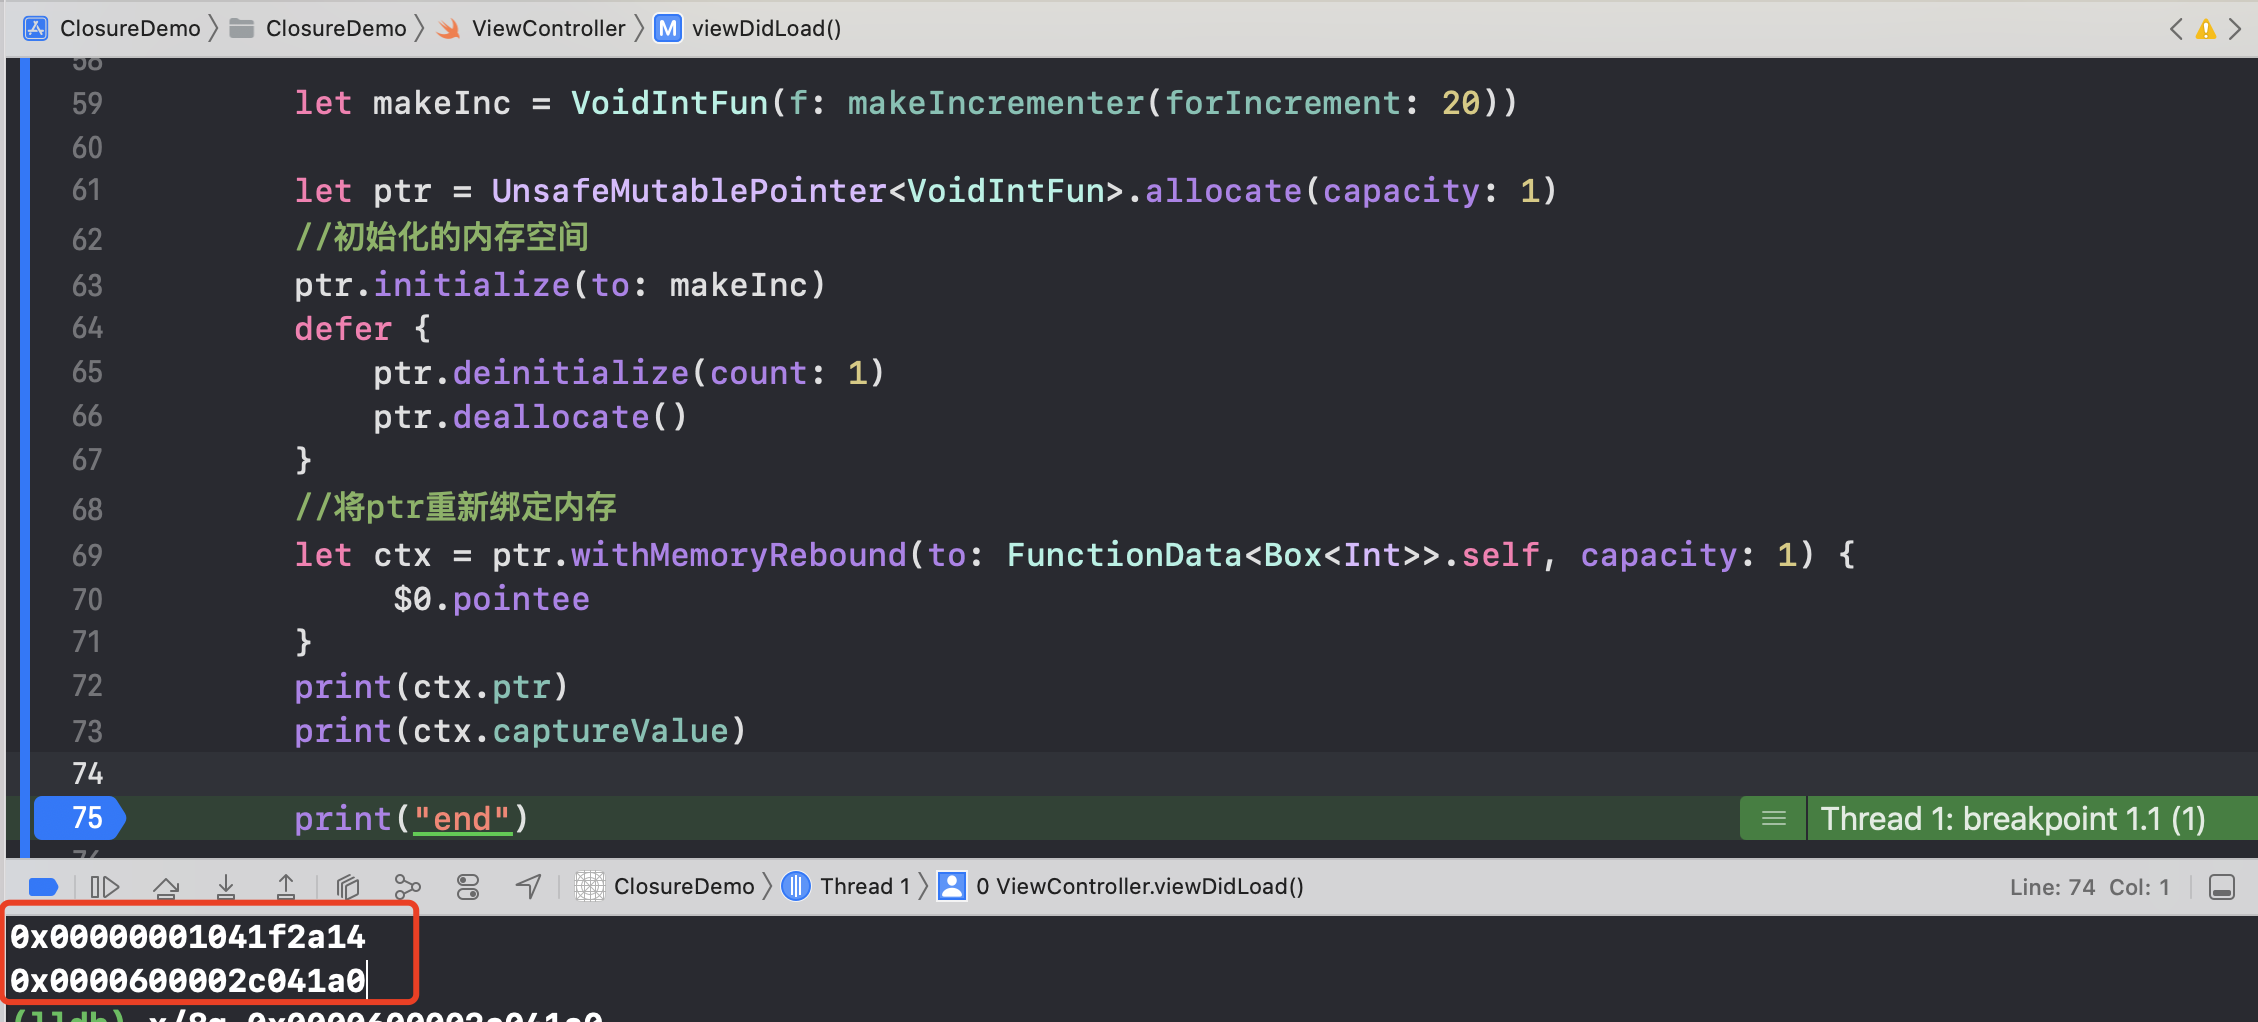 ClosureDemo ClosureDemo ViewController M viewDidLoad()
58
59 let makeInc = VoidIntFun(f: makeIncrementer(forIncrement: 20))
60
61 let ptr = UnsafeMutablePointer<VoidIntFun>.allocate(capacity: 1)
62 //初始化的内存空间
63 ptr.initialize(to: makeInc)
64 defer {
65 ptr.deinitialize(count: 1)
66 ptr.deallocate()
67 }
68 //将ptr重新绑定内存
69 let ctx = ptr.withMemoryRebound(to: FunctionData<Box<Int>>.self, capacity: 1) {
70 $0.pointee
71 }
72 print(ctx.ptr)
73 print(ctx.captureValue)
74
75 print("end") Thread 1: breakpoint 1.1 (1)
ClosureDemo Thread 1 0 ViewController.viewDidLoad() Line: 74 Col: 1
0x00000001041f2a14
0x0000600002c041a0
(lldb) x/8g 0x0000600002c041a0